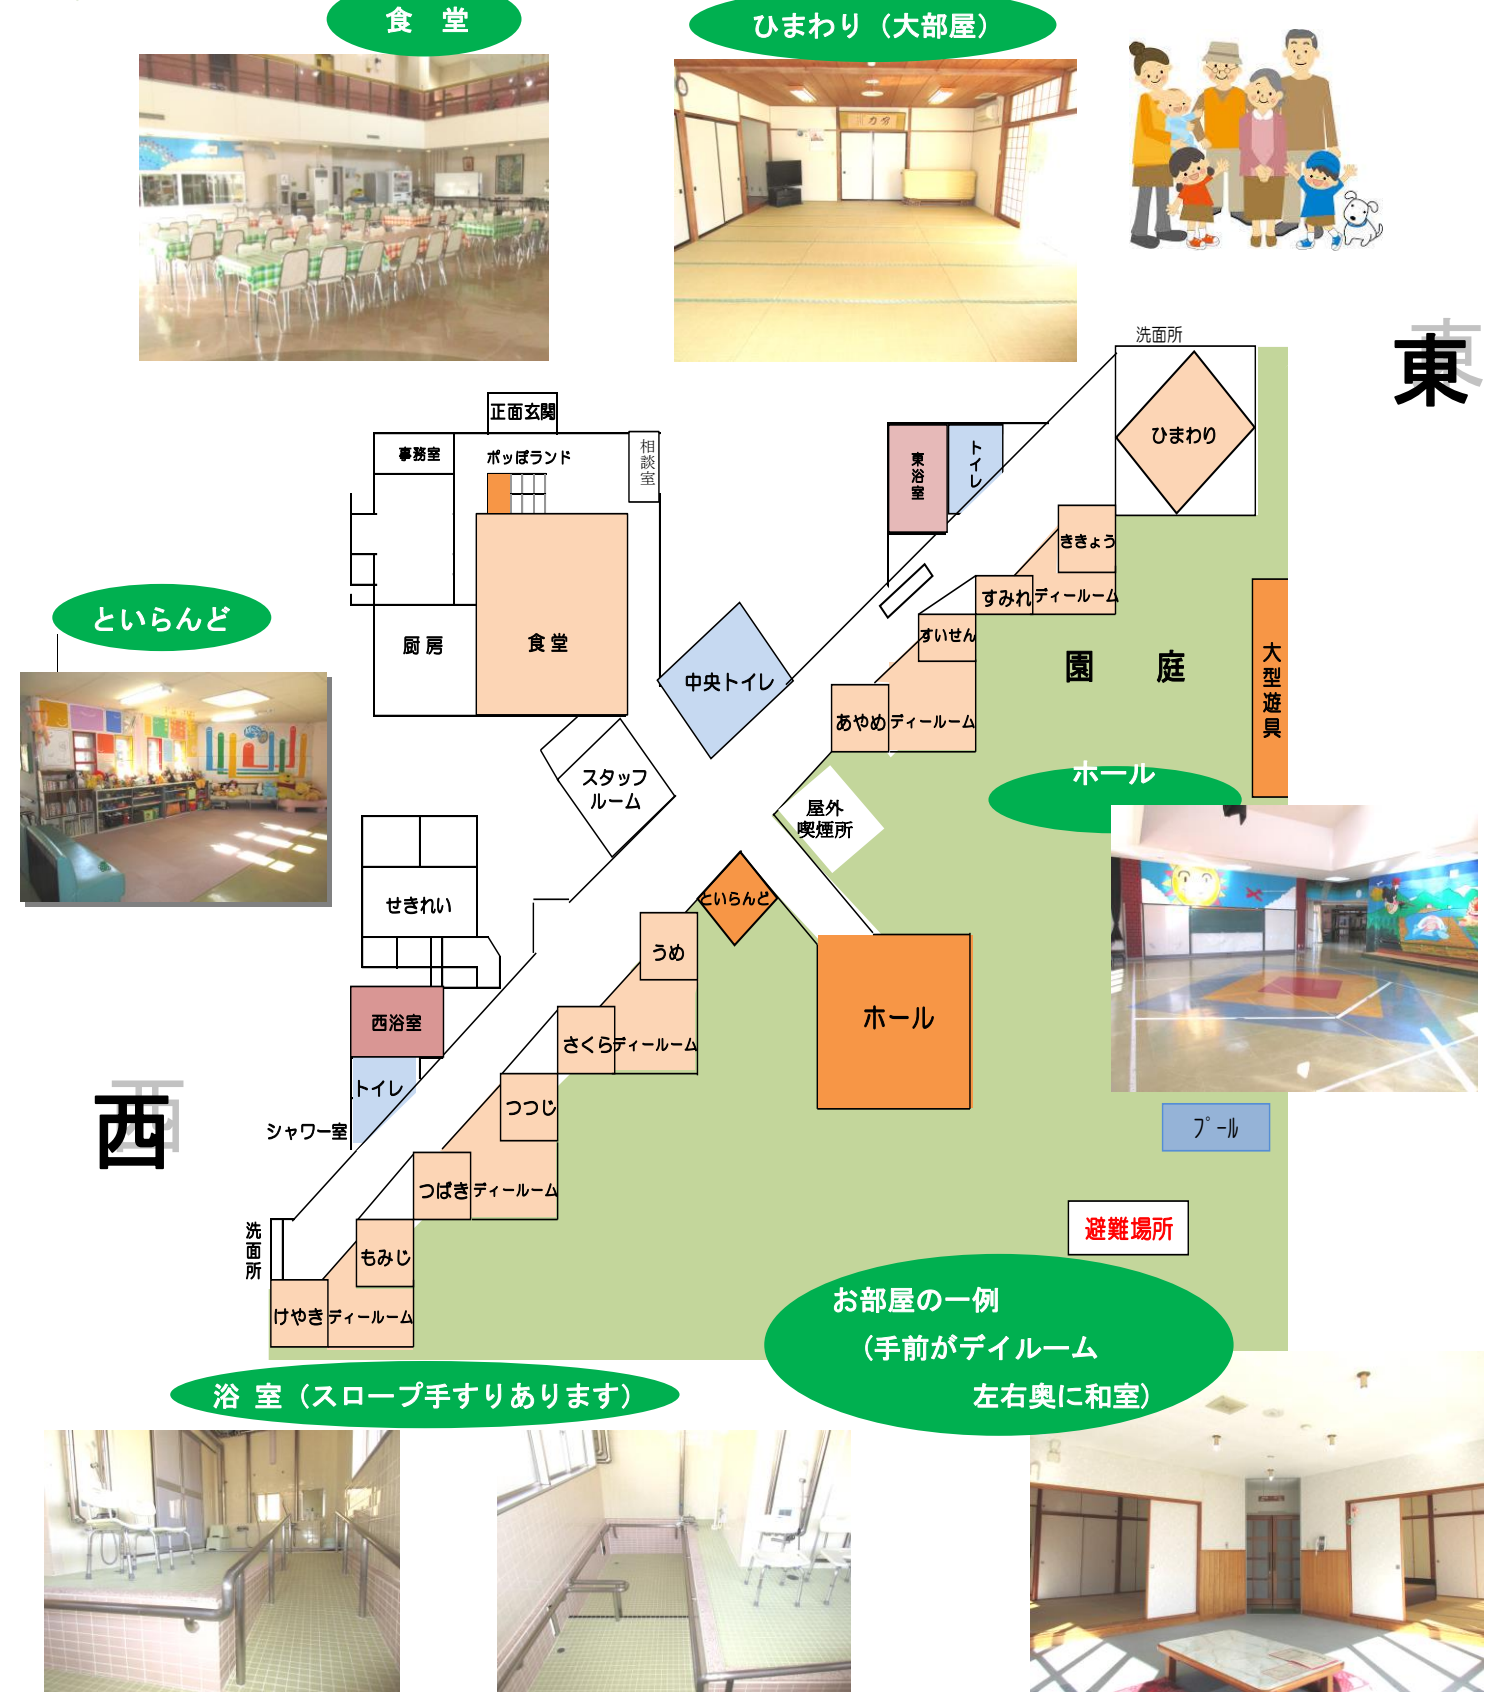 食 堂
ひまわり（大部屋）
東
洗面所
ひまわり
正面玄関
事務室
ポッぽランド
相談室
東浴室
トイレ
ききょう
すみれ
ディールーム
すいせん
といらんど
厨房
食堂
中央トイレ
園 庭
大型遊具
あやめ
ディールーム
スタッフ
ルーム
屋外
喫煙所
ホール
せきれい
といらんど
うめ
西浴室
ホール
さくら
ディールーム
トイレ
つつじ
西
シャワー室
プール
つばき
ディールーム
避難場所
洗面所
もみじ
けやき
ディールーム
お部屋の一例
（手前がデイルーム
左右奥に和室）
浴 室（スロープ手すりあります）